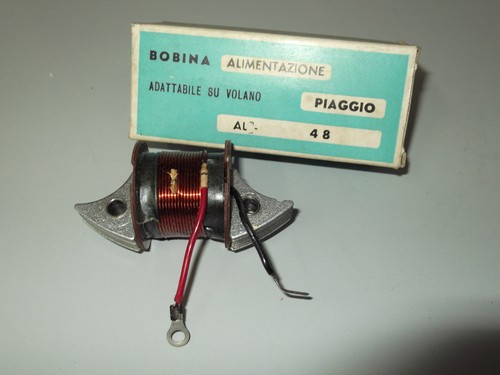 BOBINA ALIMENTAZIONE
ADATTABILE SU VOLANO
PIAGGIO
48